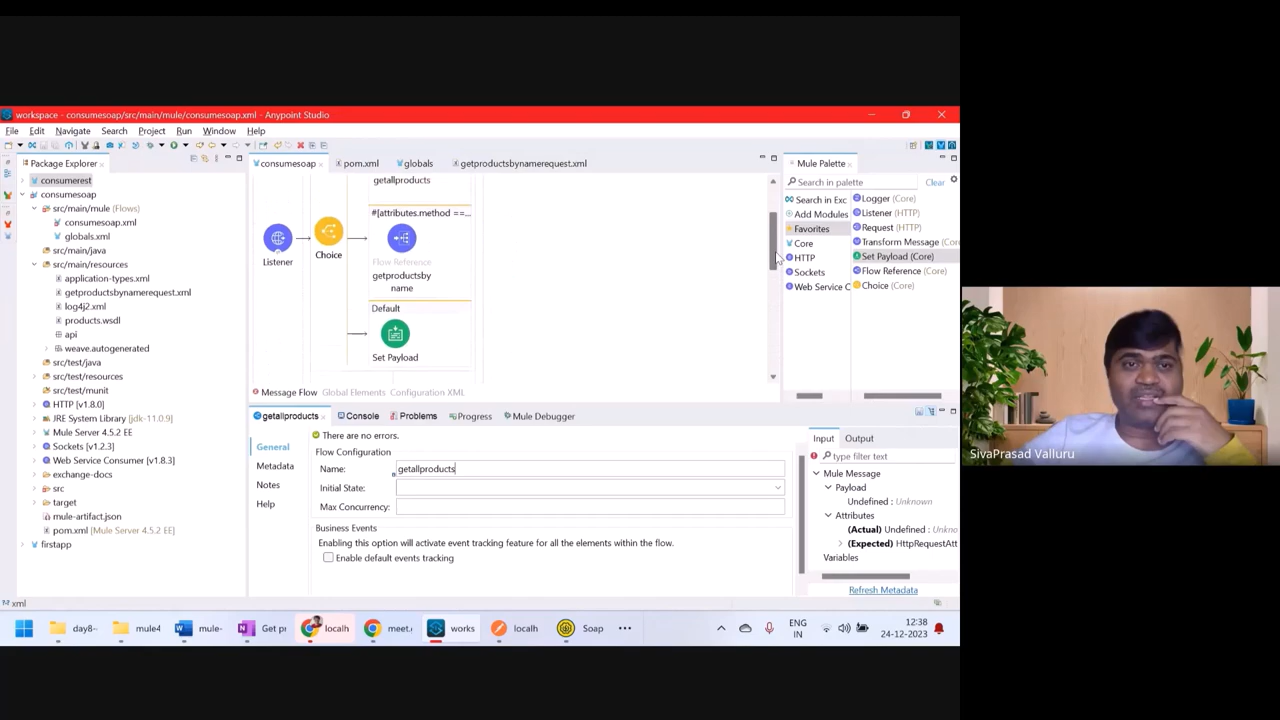 workspace - consumesoap/src/main/mule/consumesoap.xml - Anypoint Studio
File Edit Navigate Search Project Run Window Help
Package Explorer
consumesoap
pom.xml
globals
getproductsbynamerequest.xml
Mule Palette
consumerest
consumesoap
src/main/mule (Flows)
consumesoap.xml
globals.xml
src/main/java
src/main/resources
application-types.xml
getproductsbynamerequest.xml
log4j2.xml
products.wsdl
api
weave.autogenerated
src/test/java
src/test/resources
src/test/munit
HTTP [v1.8.0]
JRE System Library [jdk-11.0.9]
Mule Server 4.5.2 EE
Sockets [v1.2.3]
Web Service Consumer [v1.8.3]
exchange-docs
src
target
mule-artifact.json
pom.xml [Mule Server 4.5.2 EE]
firstapp
getallproducts
#[attributes.method ==...
Listener
Choice
Flow Reference
getproductsby
name
Default
Set Payload
Message Flow Global Elements Configuration XML
Search in palette
Clear
Search in Exc
Add Modules
Favorites
Core
HTTP
Sockets
Web Service C
Logger (Core)
Listener (HTTP)
Request (HTTP)
Transform Message (Co
Set Payload (Core)
Flow Reference (Core)
Choice (Core)
getallproducts
Console
Problems
Progress
Mule Debugger
There are no errors.
General
Metadata
Notes
Help
Flow Configuration
Name: getallproducts
Initial State:
Max Concurrency:
Business Events
Enabling this option will activate event tracking feature for all the elements within the flow.
Enable default events tracking
Input
Output
type filter text
Mule Message
Payload
Undefined : Unknown
Attributes
(Actual) Undefined : Unkno
(Expected) HttpRequestAtt
Variables
Refresh Metadata
xml
day8-
mule4
mule-
Get p
localh
meet.
works
localh
Soap
ENG
IN
12:38
24-12-2023
SivaPrasad Valluru